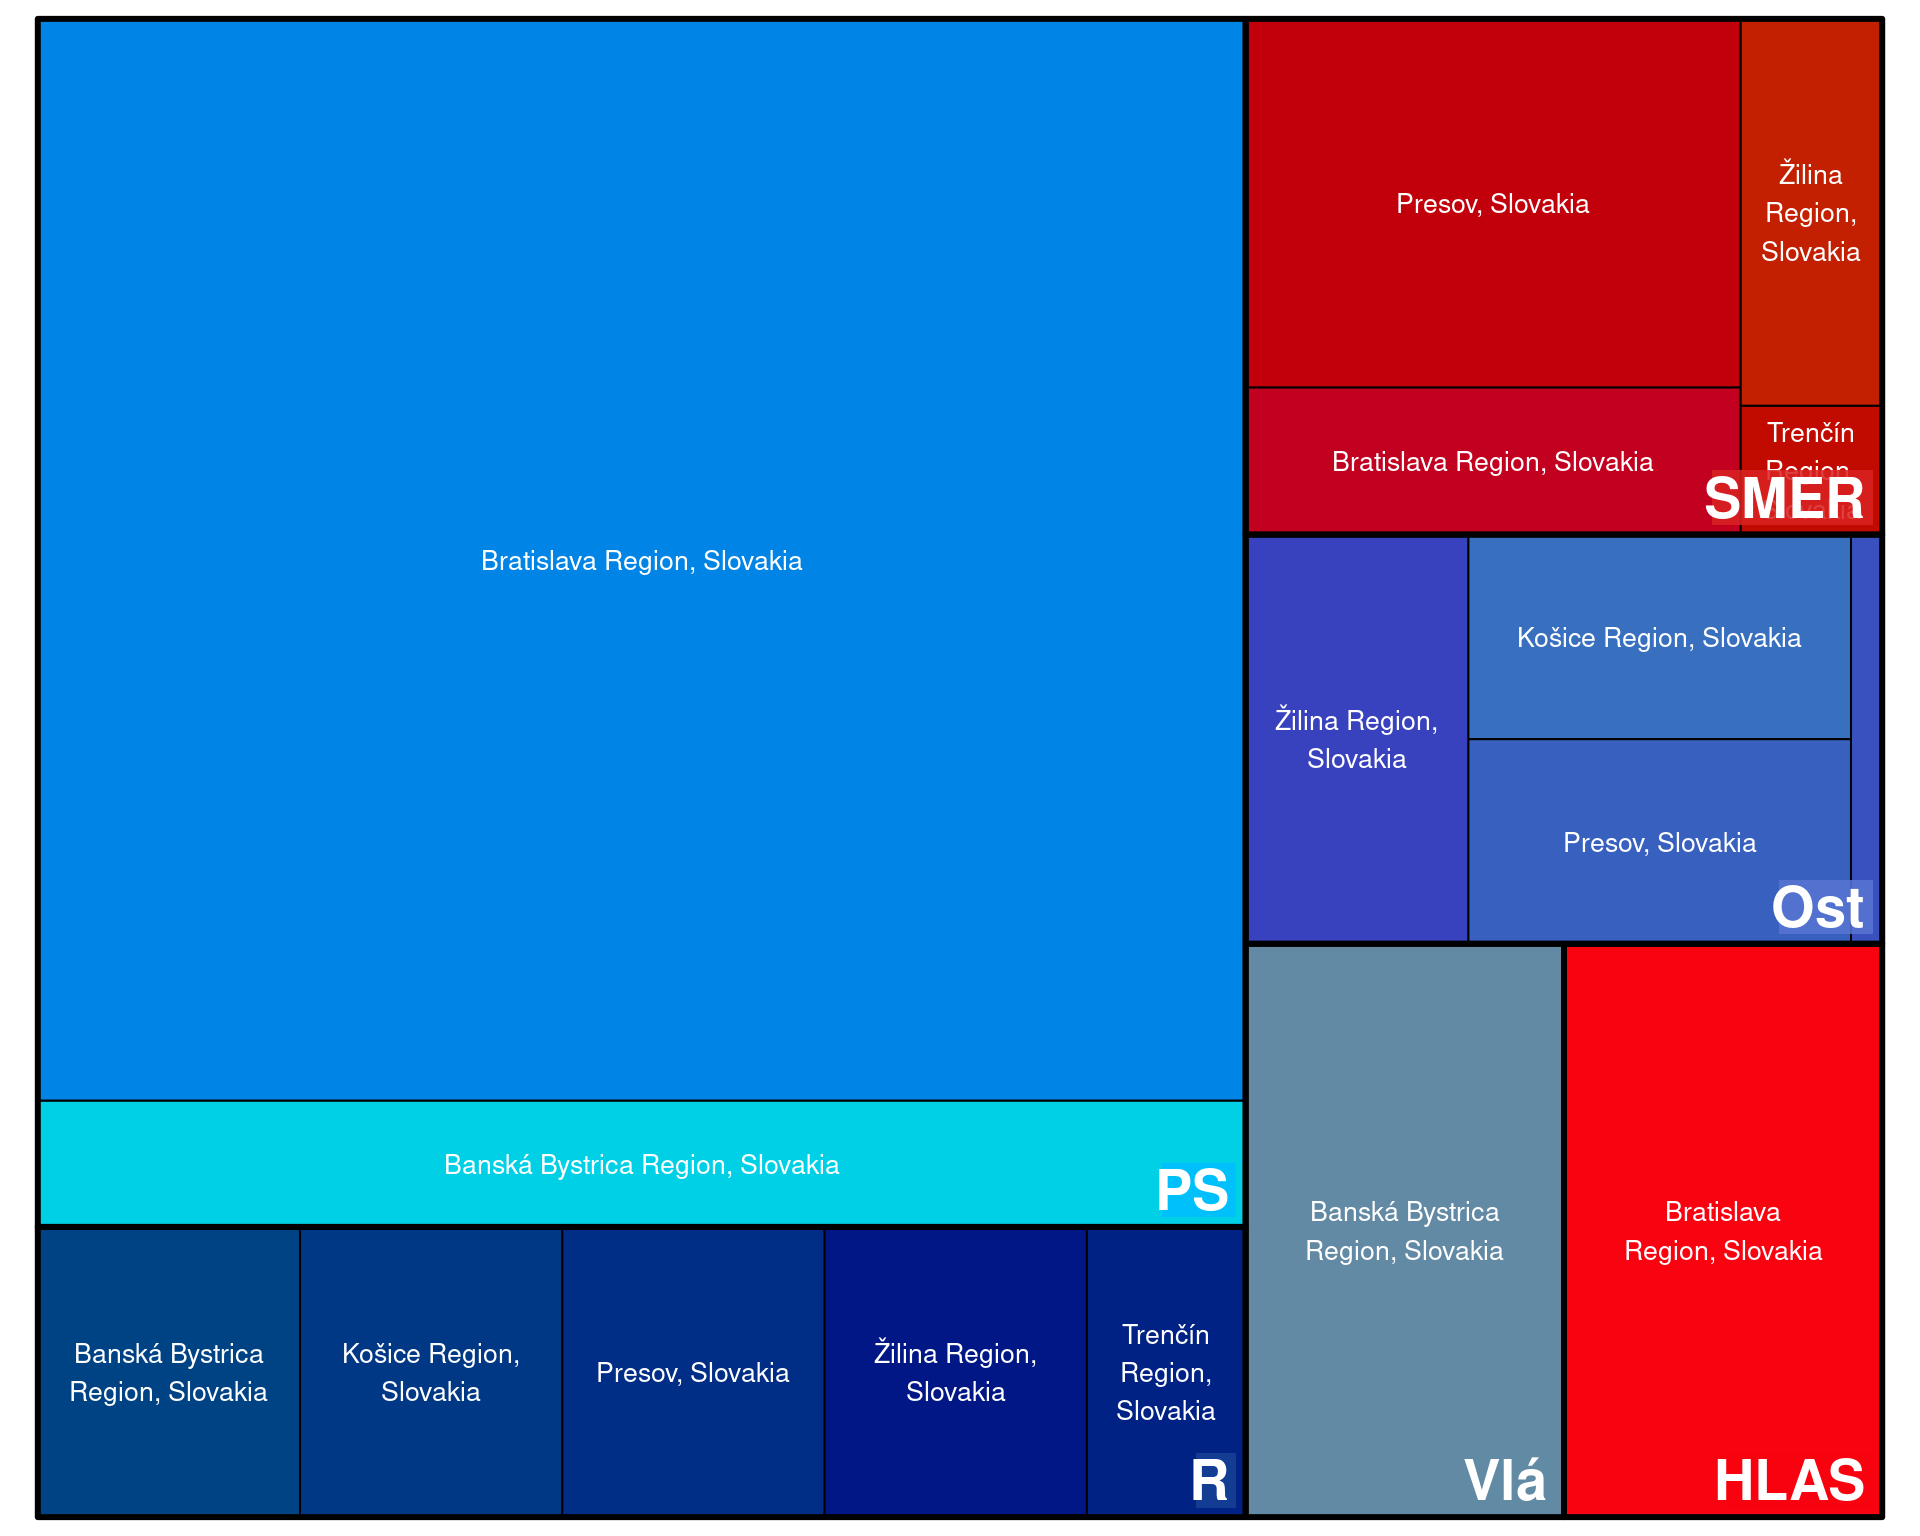 Bratislava Region, Slovakia
Banská Bystrica Region, Slovakia
PS
Banská Bystrica
Region, Slovakia
Košice Region,
Slovakia
Presov, Slovakia
Žilina Region,
Slovakia
Trenčín
Region,
Slovakia
R
Presov, Slovakia
Žilina
Region,
Slovakia
Bratislava Region, Slovakia
Trenčín
Region,
SMER
Žilina Region,
Slovakia
Košice Region, Slovakia
Presov, Slovakia
Ost
Banská Bystrica
Region, Slovakia
Vlá
Bratislava
Region, Slovakia
HLAS